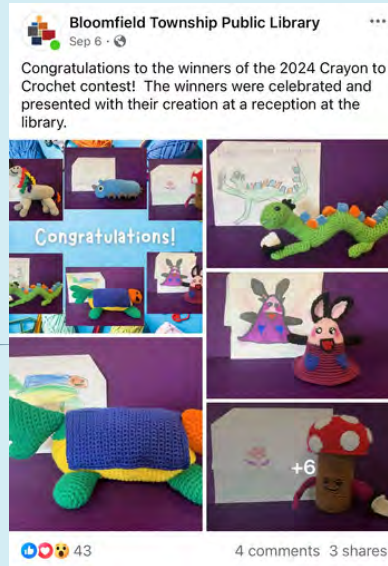 Bloomfield Township Public Library
Sep 6 ·
Congratulations to the winners of the 2024 Crayon to
Crochet contest! The winners were celebrated and
presented with their creation at a reception at the
library.
Congratulations!
+6
43
4 comments 3 shares